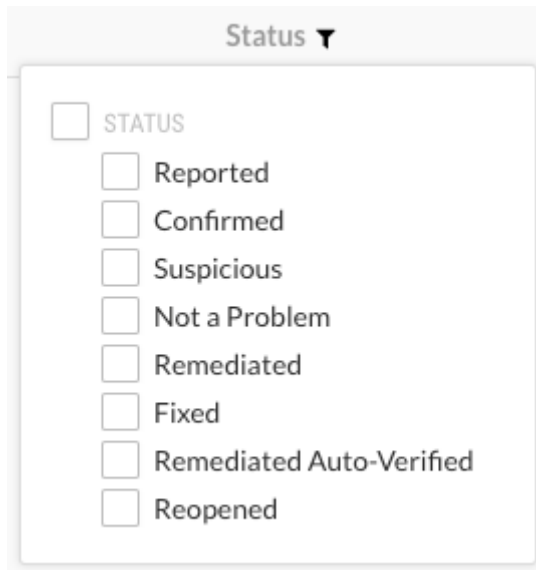 Status
STATUS
Reported
Confirmed
Suspicious
Not a Problem
Remediated
Fixed
Remediated Auto-Verified
Reopened